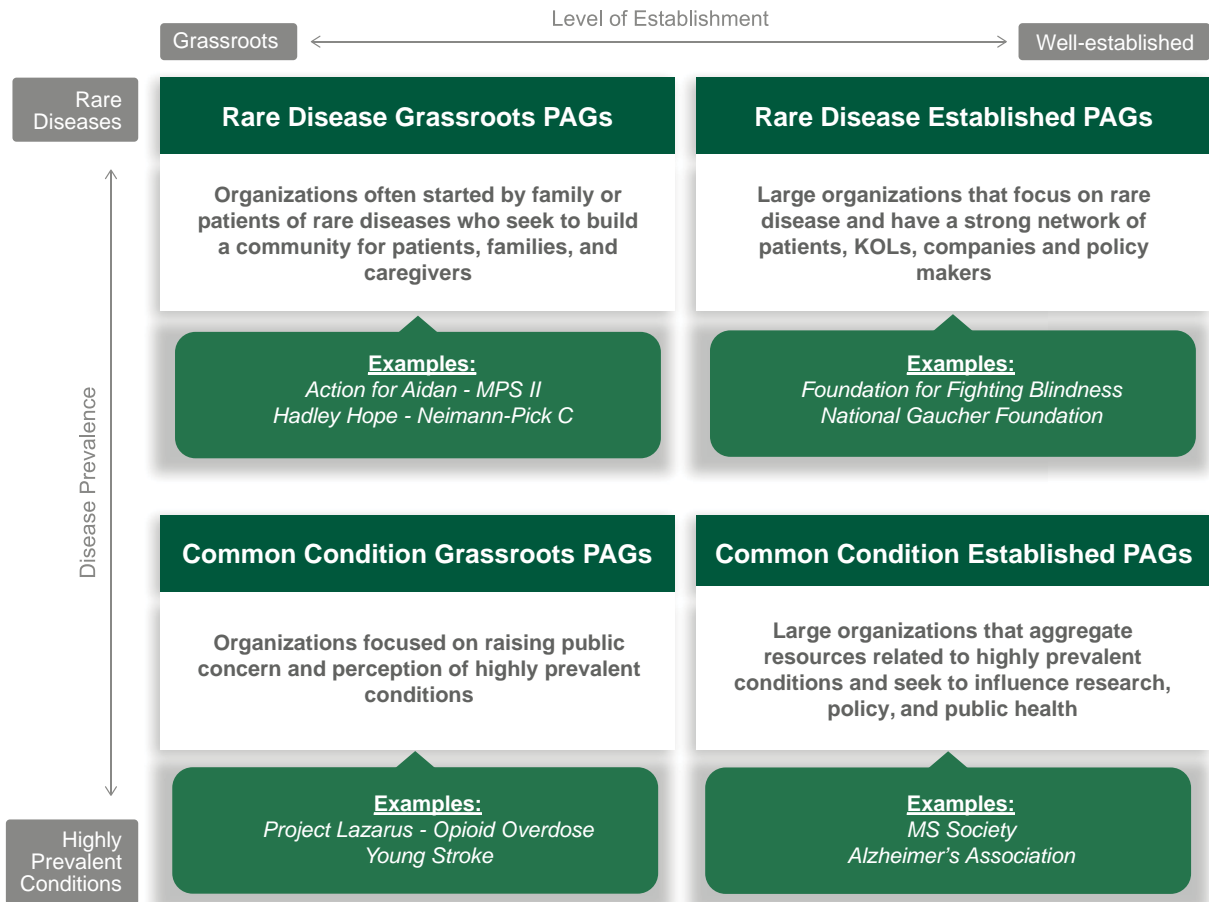 Level of Establishment
Grassroots
Well-established
Rare
Diseases
Disease Prevalence
Highly
Prevalent
Conditions
Rare Disease Grassroots PAGs
Organizations often started by family or
patients of rare diseases who seek to build
a community for patients, families, and
caregivers
Examples:
Action for Aidan - MPS II
Hadley Hope - Neimann-Pick C
Rare Disease Established PAGs
Large organizations that focus on rare
disease and have a strong network of
patients, KOLs, companies and policy
makers
Examples:
Foundation for Fighting Blindness
National Gaucher Foundation
Common Condition Grassroots PAGs
Organizations focused on raising public
concern and perception of highly prevalent
conditions
Examples:
Project Lazarus - Opioid Overdose
Young Stroke
Common Condition Established PAGs
Large organizations that aggregate
resources related to highly prevalent
conditions and seek to influence research,
policy, and public health
Examples:
MS Society
Alzheimer’s Association